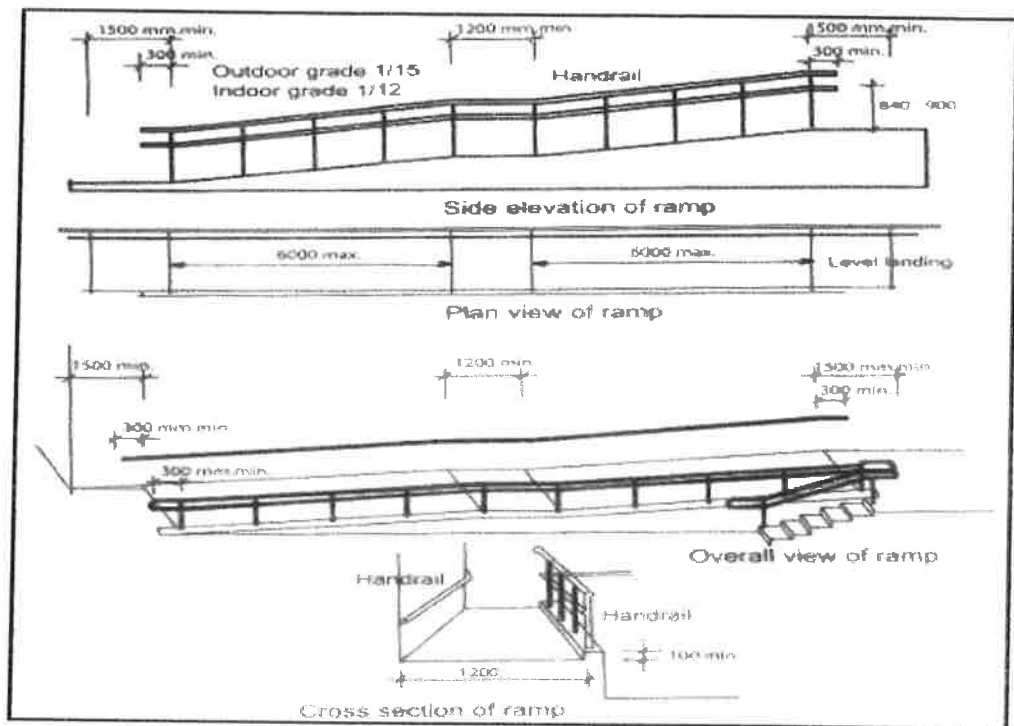 1500 mm.min.
1200 mm.min.
1500 mm.min.
300 min.
300 min.
Outdoor grade 1/15
Indoor grade 1/12
Handrail
840 - 900
Side elevation of ramp
6000 max.
6000 max.
Level landing
Plan view of ramp
1500 min.
1200 min.
1500 mm.min.
300 min.
300 mm.min.
300 mm.min.
Overall view of ramp
Handrail
Handrail
100 min.
1200
Cross section of ramp